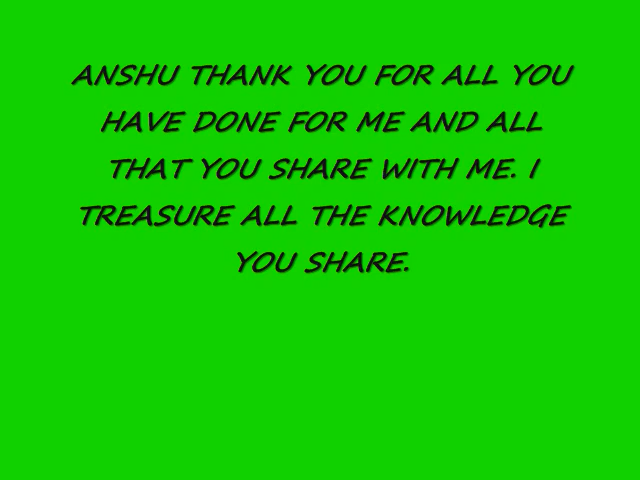 ANSHU THANK YOU FOR ALL YOU
HAVE DONE FOR ME AND ALL
THAT YOU SHARE WITH ME. I
TREASURE ALL THE KNOWLEDGE
YOU SHARE.